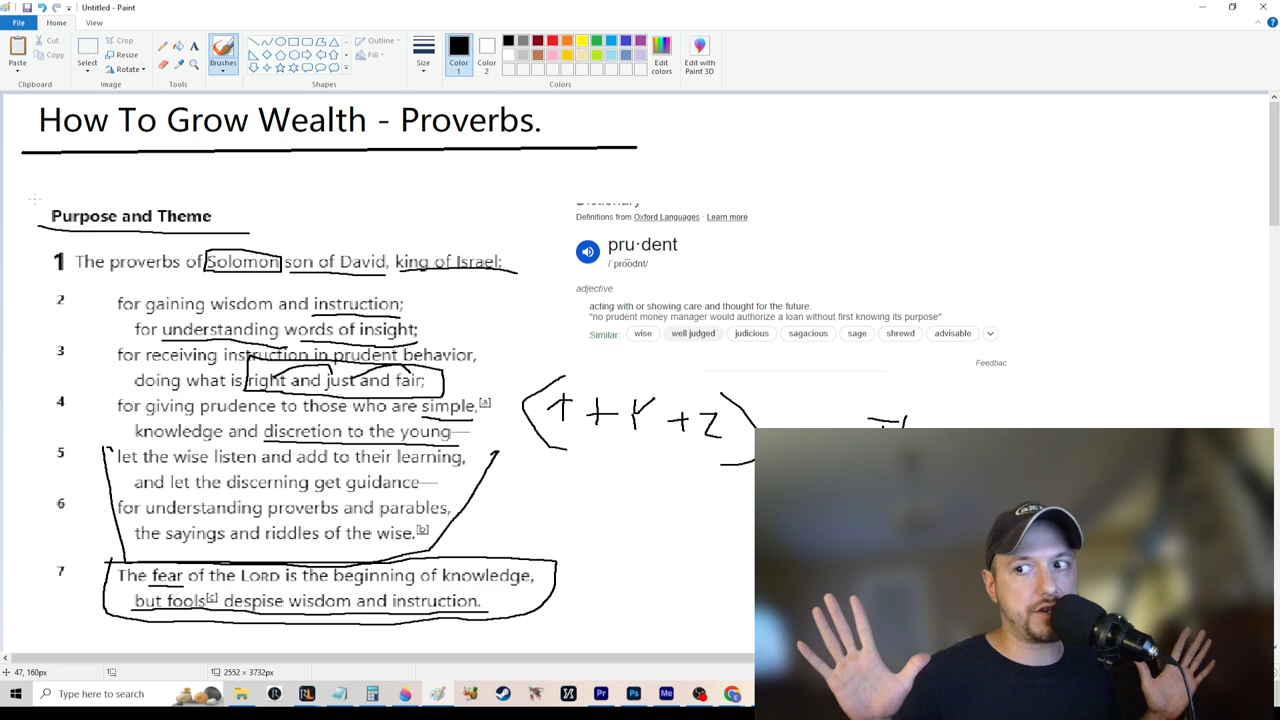 Untitled - Paint
File
Home
View
Paste
Cut
Copy
Clipboard
Select
Crop
Resize
Rotate
Image
Tools
Brushes
Outline
Fill
Shapes
Size
Color 1
Color 2
Edit colors
Edit with Paint 3D
Colors
How To Grow Wealth - Proverbs.
Purpose and Theme
1 The proverbs of Solomon son of David, king of Israel:
2 for gaining wisdom and instruction;
for understanding words of insight;
3 for receiving instruction in prudent behavior,
doing what is right and just and fair;
4 for giving prudence to those who are simple,[a]
knowledge and discretion to the young—
5 let the wise listen and add to their learning,
and let the discerning get guidance—
6 for understanding proverbs and parables,
the sayings and riddles of the wise.[b]
7 The fear of the LORD is the beginning of knowledge,
but fools[c] despise wisdom and instruction.
Dictionary
Definitions from Oxford Languages · Learn more
pru·dent
/ˈpro͞odnt/
adjective
acting with or showing care and thought for the future.
"no prudent money manager would authorize a loan without first knowing its purpose"
Similar: wise well judged judicious sagacious sage shrewd advisable
Feedbac
47, 160px
2552 × 3732px
Type here to search